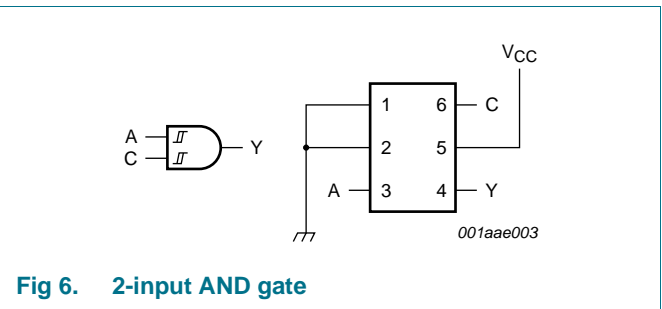 VCC
1 6 C
A
C
Y
2 5
A 3 4 Y
001aae003
Fig 6. 2-input AND gate